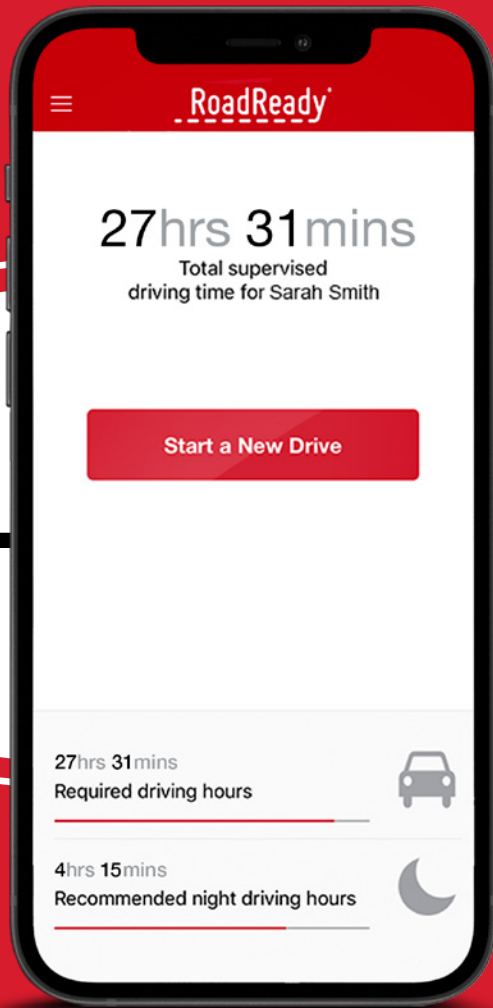 RoadReady
27hrs 31mins
Total supervised
driving time for Sarah Smith
Start a New Drive
27hrs 31mins
Required driving hours
4hrs 15mins
Recommended night driving hours